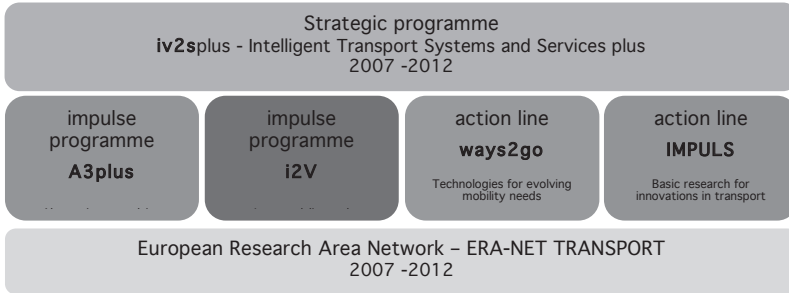 Strategic programme
iv2splus - Intelligent Transport Systems and Services plus
2007 -2012
impulse
programme
A3plus
impulse
programme
i2V
action line
ways2go
Technologies for evolving
mobility needs
action line
IMPULS
Basic research for
innovations in transport
European Research Area Network – ERA-NET TRANSPORT
2007 -2012